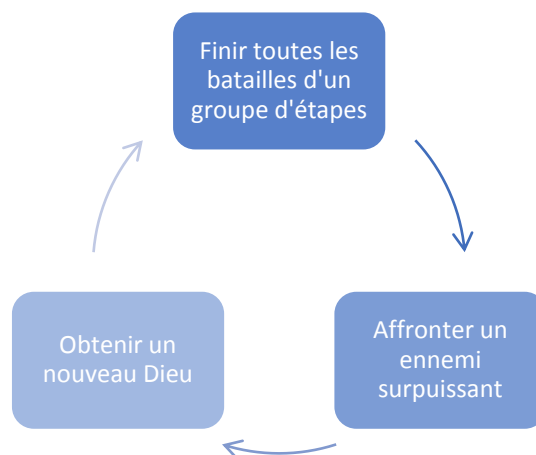 Finir toutes les
batailles d'un
groupe d'étapes
Affronter un
ennemi
surpuissant
Obtenir un
nouveau Dieu